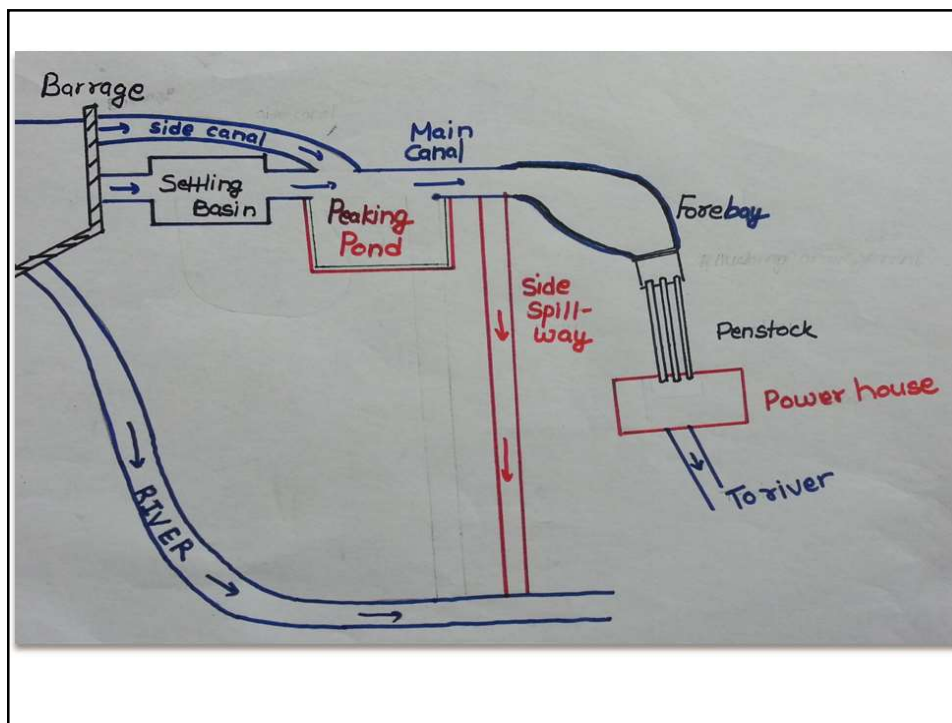 Barrage
side canal
Main
Canal
Settling
Basin
Peaking
Pond
Forebay
Side
Spill-
way
Penstock
Power house
To river
RIVER